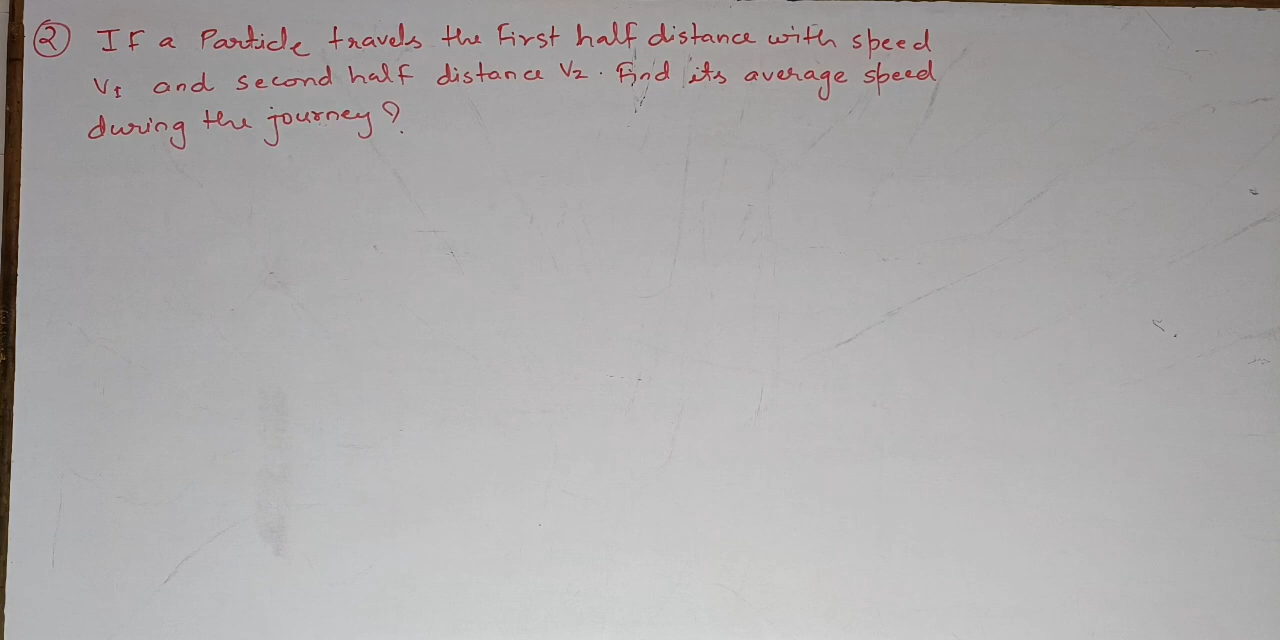 ② If a Particle travels the First half distance with speed
V₁ and second half distance V₂. Find its average speed
during the journey?